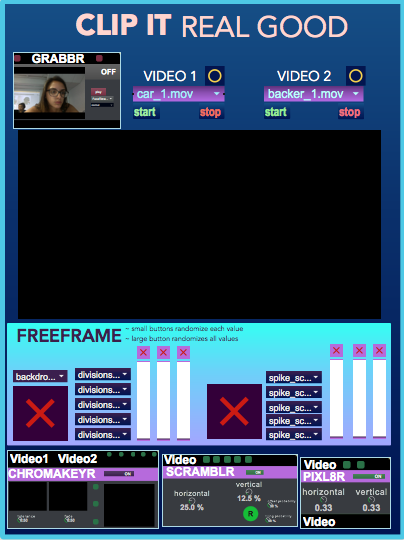 CLIP IT REAL GOOD
GRABBR
OFF
VIDEO 1
VIDEO 2
car_1.mov
backer_1.mov
start stop
start stop
FREEFRAME
~ small buttons randomize each value
~ large button randomizes all values
backdro...
divisions...
divisions...
divisions...
divisions...
divisions...
spike_sc...
spike_sc...
spike_sc...
spike_sc...
spike_sc...
Video1 Video2
CHROMAKEYR
ON
tolerance
fade
Video
SCRAMBLR
ON
horizontal
25.0 %
vertical
12.5 %
R
Video
PIXL8R
ON
horizontal
0.33
vertical
0.33
Video